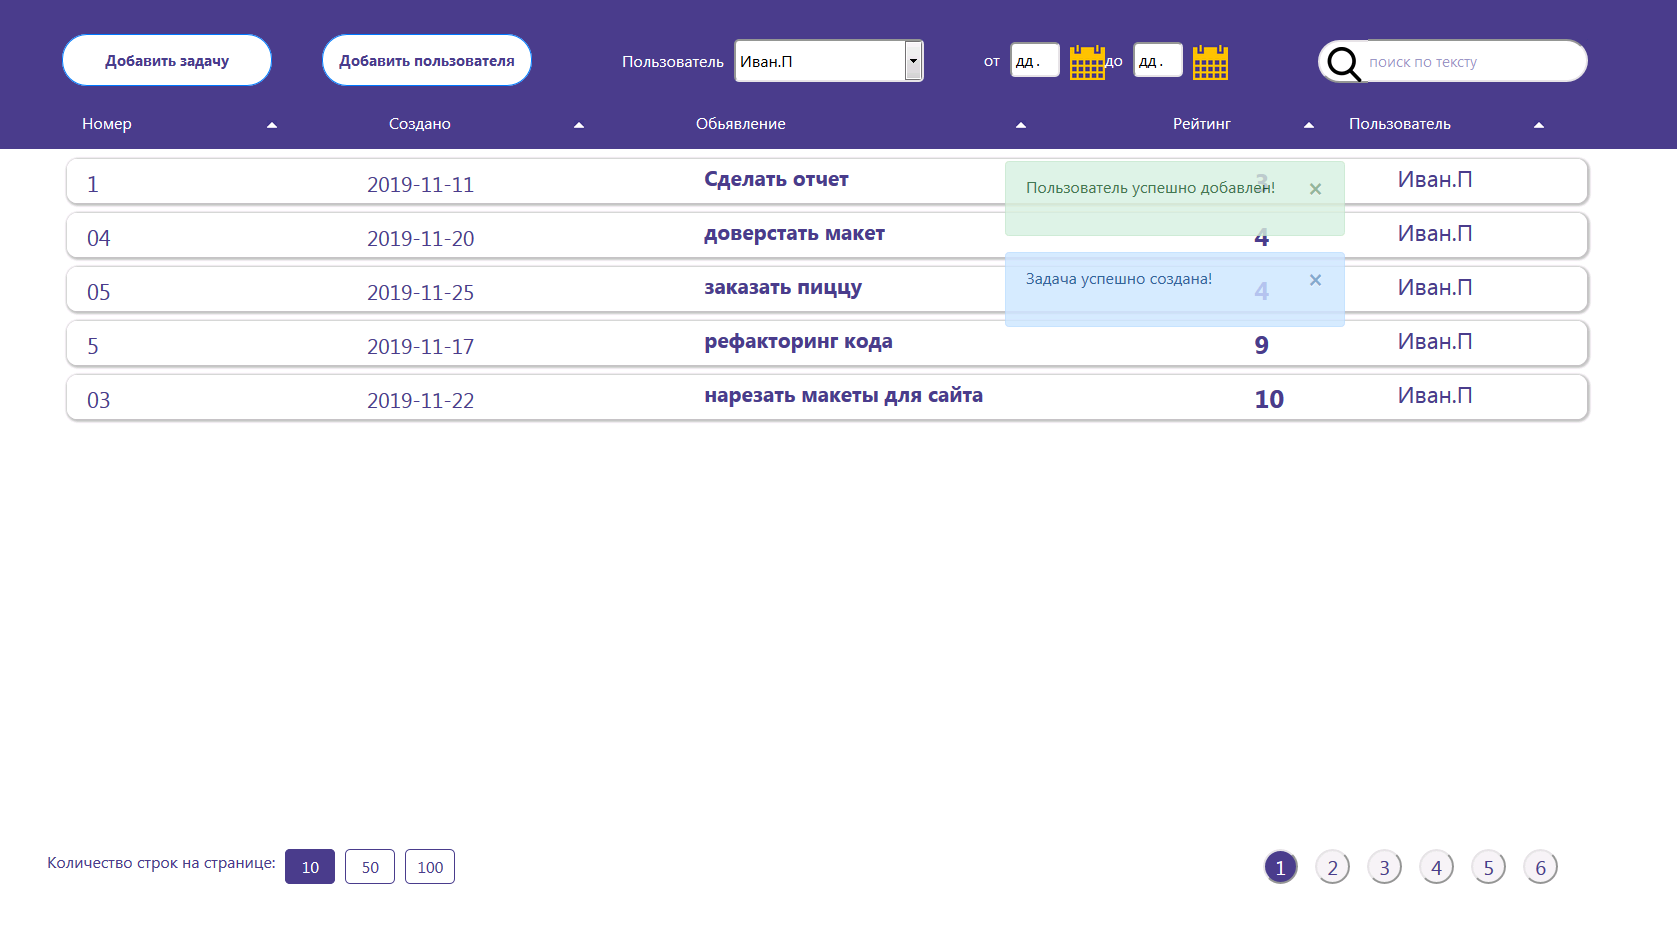 Добавить задачу Добавить пользователя Пользователь Иван.П от дд. до дд. поиск по тексту
Номер Создано Обьявление Рейтинг Пользователь
1 2019-11-11 Сделать отчет 3 Иван.П
Пользователь успешно добавлен! ×
04 2019-11-20 доверстать макет 4 Иван.П
Задача успешно создана! ×
05 2019-11-25 заказать пиццу 4 Иван.П
5 2019-11-17 рефакторинг кода 9 Иван.П
03 2019-11-22 нарезать макеты для сайта 10 Иван.П
Количество строк на странице: 10 50 100 1 2 3 4 5 6